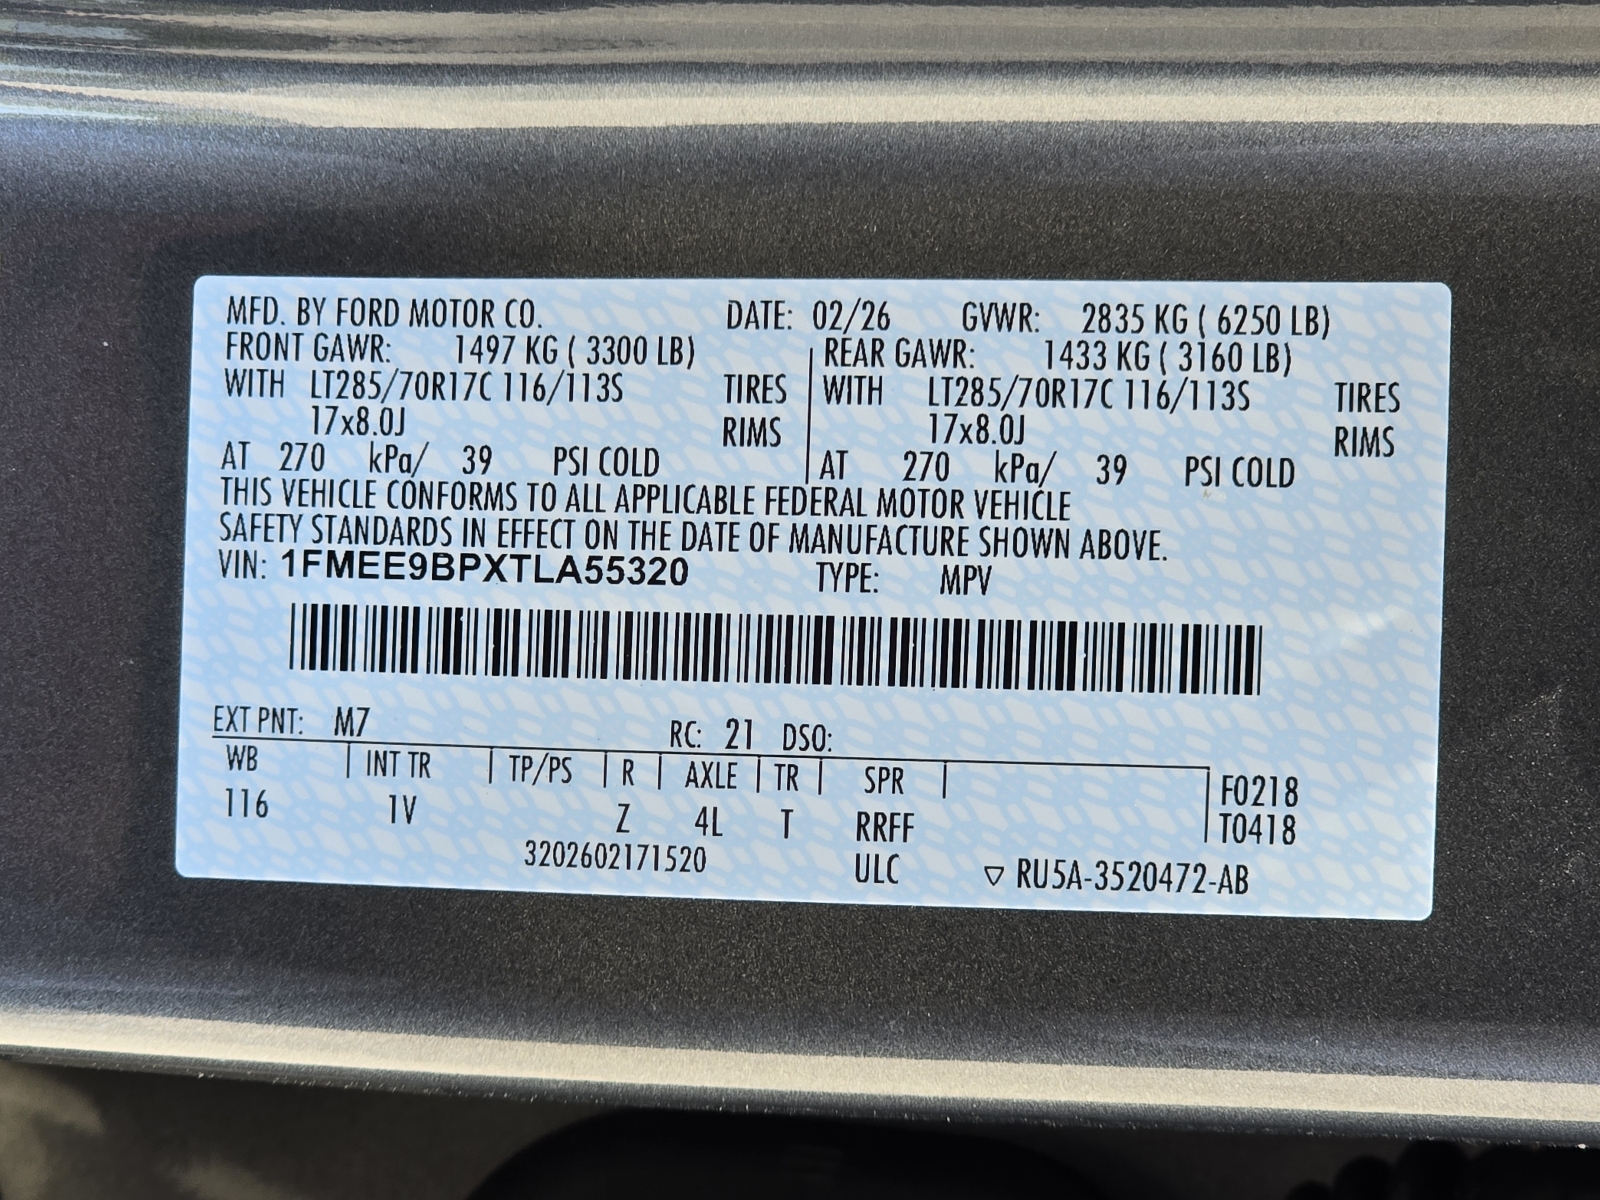 MFD. BY FORD MOTOR CO. DATE: 02/26 GVWR: 2835 KG ( 6250 LB)
FRONT GAWR: 1497 KG ( 3300 LB) REAR GAWR: 1433 KG ( 3160 LB)
WITH LT285/70R17C 116/113S TIRES WITH LT285/70R17C 116/113S TIRES
17x8.0J RIMS 17x8.0J RIMS
AT 270 kPa/ 39 PSI COLD AT 270 kPa/ 39 PSI COLD
THIS VEHICLE CONFORMS TO ALL APPLICABLE FEDERAL MOTOR VEHICLE
SAFETY STANDARDS IN EFFECT ON THE DATE OF MANUFACTURE SHOWN ABOVE.
VIN: 1FMEE9BPXTLA55320 TYPE: MPV
EXT PNT: M7 RC: 21 DSO:
WB INT TR TP/PS R AXLE TR SPR F0218
116 1V Z 4L T RRFF T0418
3202602171520 ULC ▽ RU5A-3520472-AB